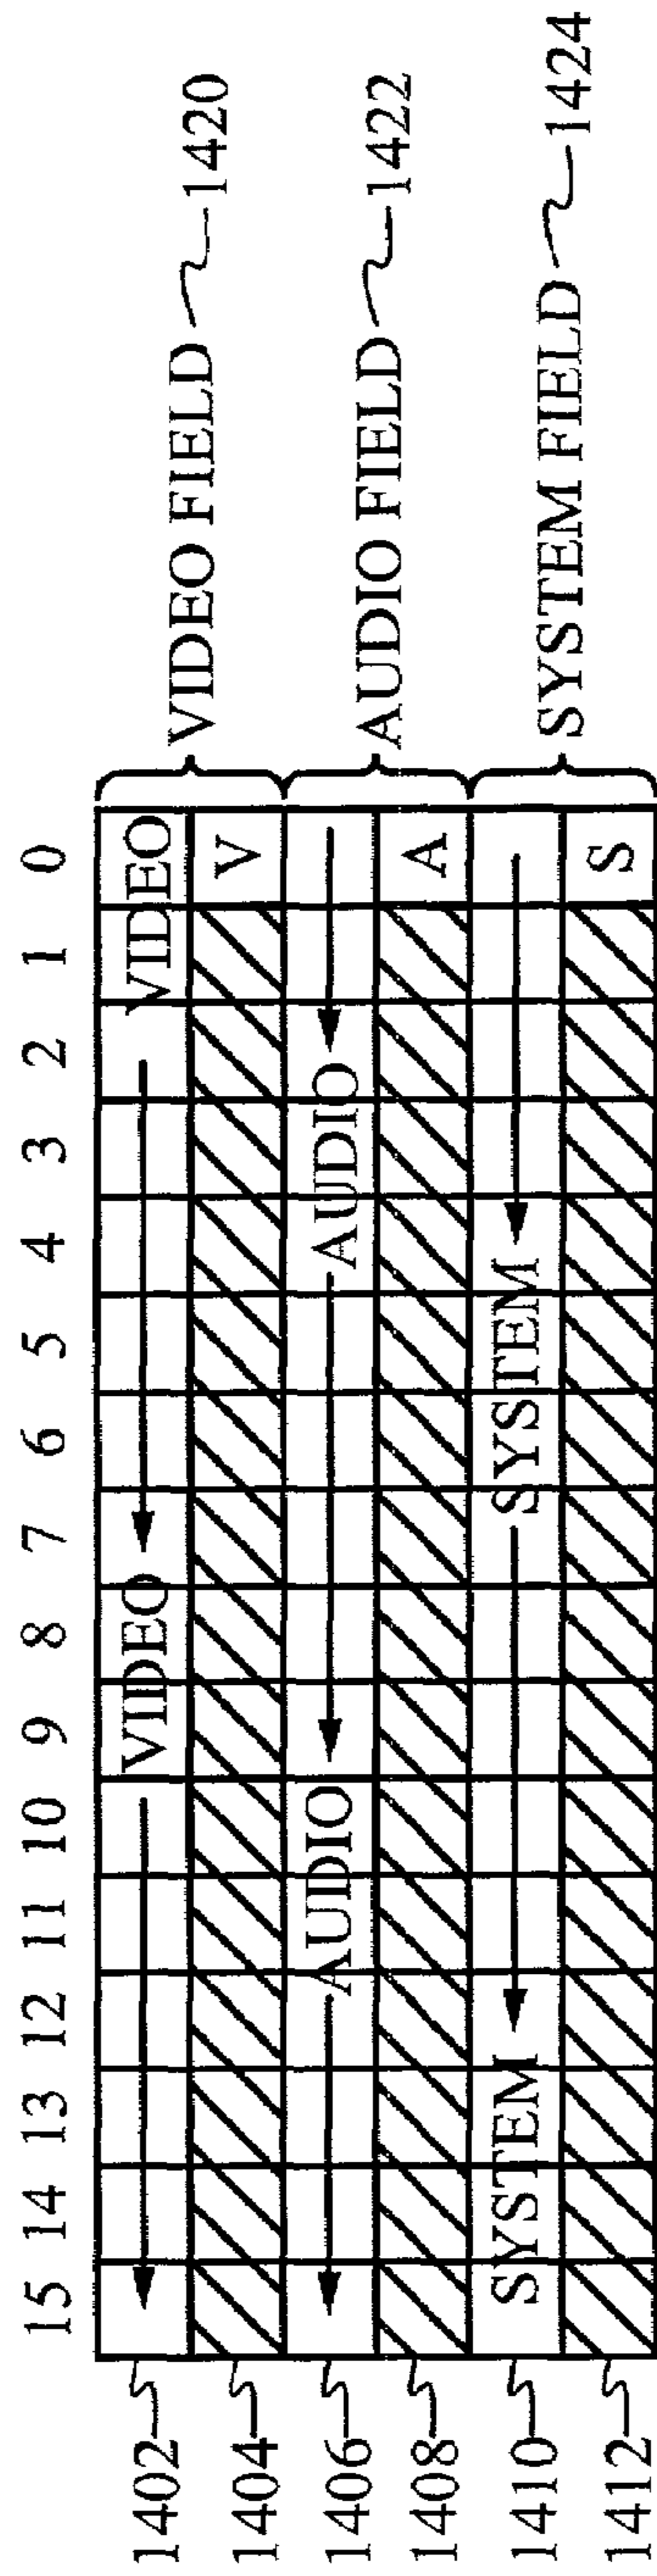 15 14 13 12 11 10 9 8 7 6 5 4 3 2 1 0
1402 VIDEO VIDEO
VIDEO FIELD 1420
1404 V
1406 AUDIO AUDIO
AUDIO FIELD 1422
1408 A
1410 SYSTEM SYSTEM
SYSTEM FIELD 1424
1412 S